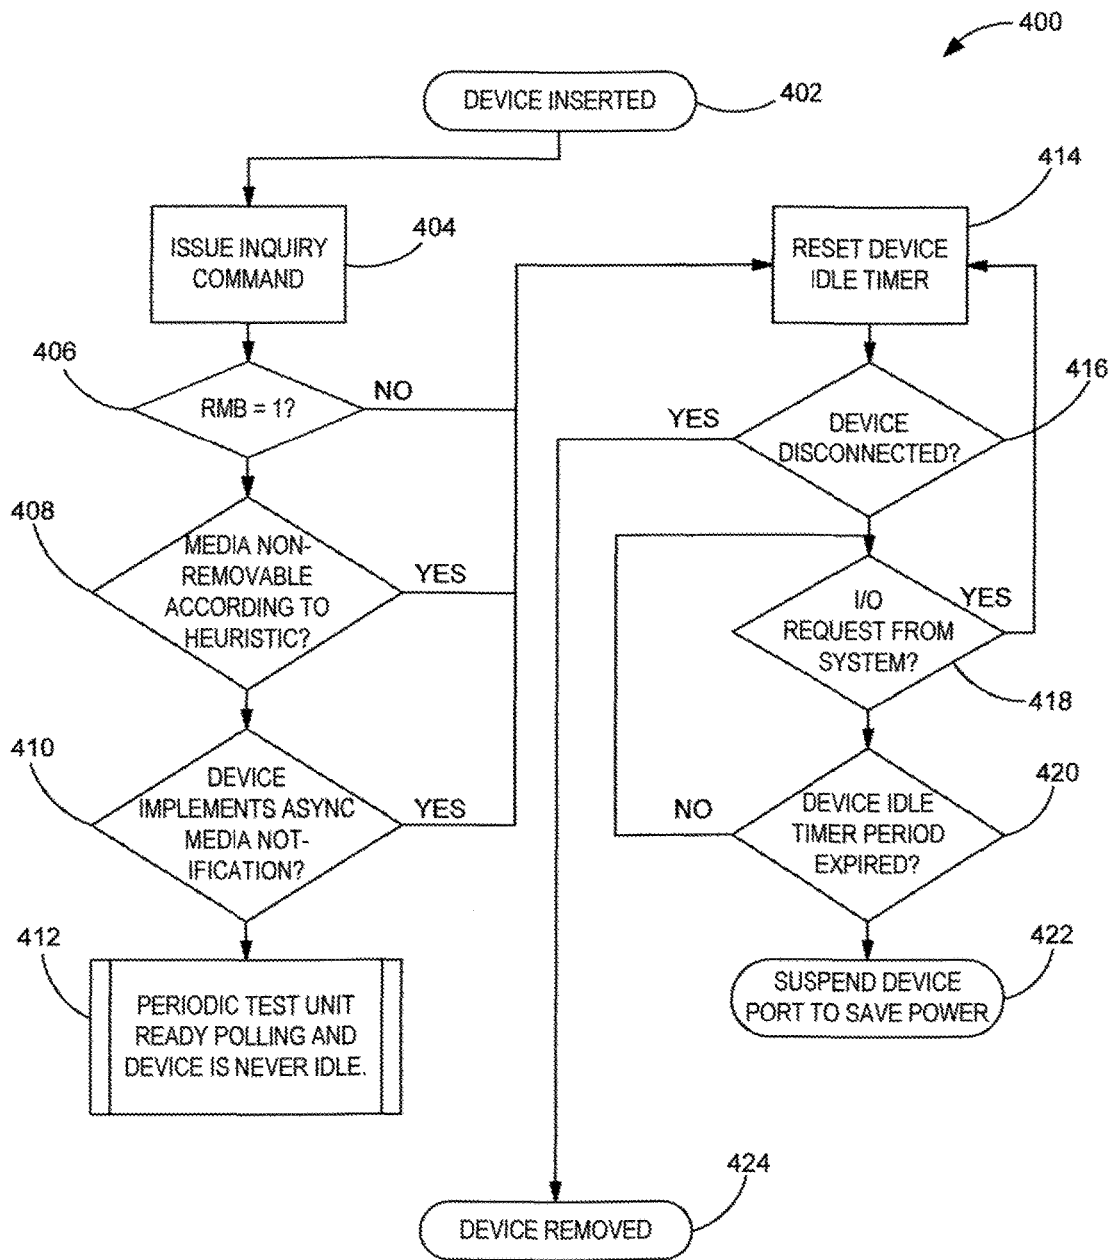 400
DEVICE INSERTED
402
ISSUE INQUIRY
COMMAND
404
406
RMB = 1?
NO
408
MEDIA NON-
REMOVABLE
ACCORDING TO
HEURISTIC?
YES
410
DEVICE
IMPLEMENTS ASYNC
MEDIA NOT-
IFICATION?
YES
412
PERIODIC TEST UNIT
READY POLLING AND
DEVICE IS NEVER IDLE.
414
RESET DEVICE
IDLE TIMER
416
YES
DEVICE
DISCONNECTED?
I/O
REQUEST FROM
SYSTEM?
YES
418
420
NO
DEVICE IDLE
TIMER PERIOD
EXPIRED?
422
SUSPEND DEVICE
PORT TO SAVE POWER
424
DEVICE REMOVED